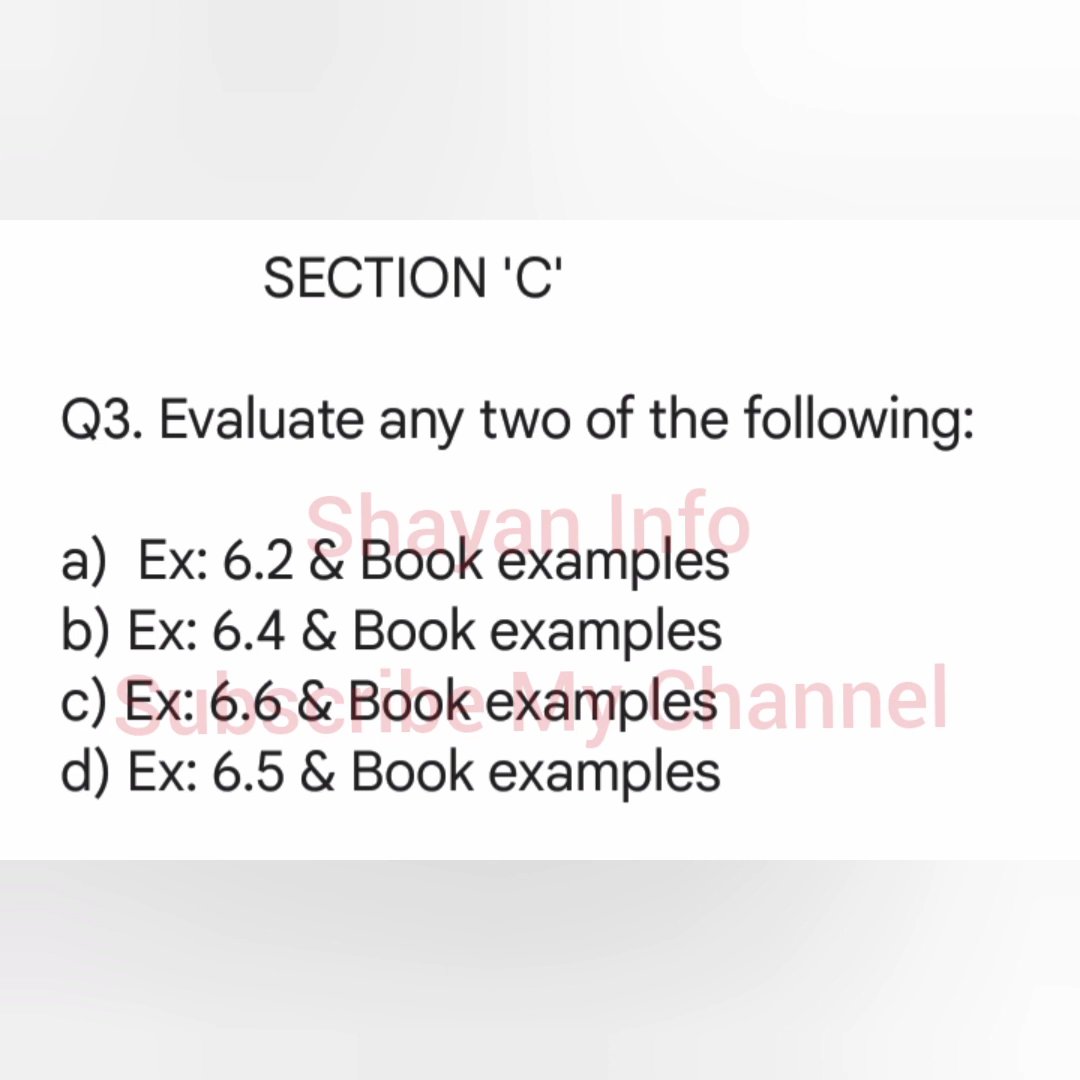 SECTION 'C'
Q3. Evaluate any two of the following:
Shayan Info
a) Ex: 6.2 & Book examples
b) Ex: 6.4 & Book examples
Subscribe My Channel
c) Ex: 6.6 & Book examples
d) Ex: 6.5 & Book examples